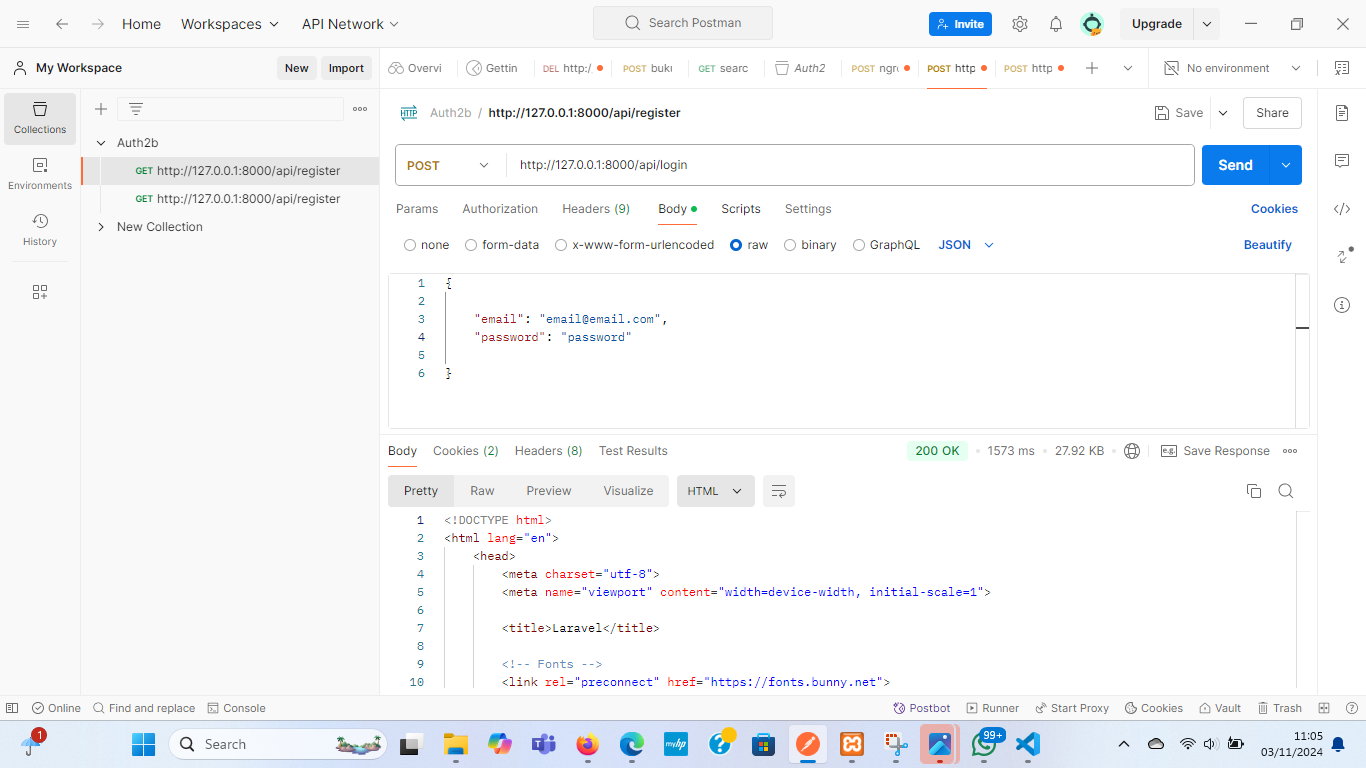 Home Workspaces API Network Search Postman Invite Upgrade
My Workspace New Import Overvi Gettin DEL http:/ POST buku GET searc Auth2 POST ngro POST http POST http No environment
Collections
Environments
History
Auth2b
GET http://127.0.0.1:8000/api/register
GET http://127.0.0.1:8000/api/register
New Collection
HTTP Auth2b / http://127.0.0.1:8000/api/register Save Share
POST http://127.0.0.1:8000/api/login Send
Params Authorization Headers (9) Body Scripts Settings Cookies
none form-data x-www-form-urlencoded raw binary GraphQL JSON Beautify
1 {
2
3 "email": "email@email.com",
4 "password": "password"
5
6 }
Body Cookies (2) Headers (8) Test Results 200 OK 1573 ms 27.92 KB e.g. Save Response
Pretty Raw Preview Visualize HTML
1 <!DOCTYPE html>
2 <html lang="en">
3 <head>
4 <meta charset="utf-8">
5 <meta name="viewport" content="width=device-width, initial-scale=1">
6
7 <title>Laravel</title>
8
9 <!-- Fonts -->
10 <link rel="preconnect" href="https://fonts.bunny.net">
Online Find and replace Console Postbot Runner Start Proxy Cookies Vault Trash
1 Search myhp 99+ 11:05
03/11/2024